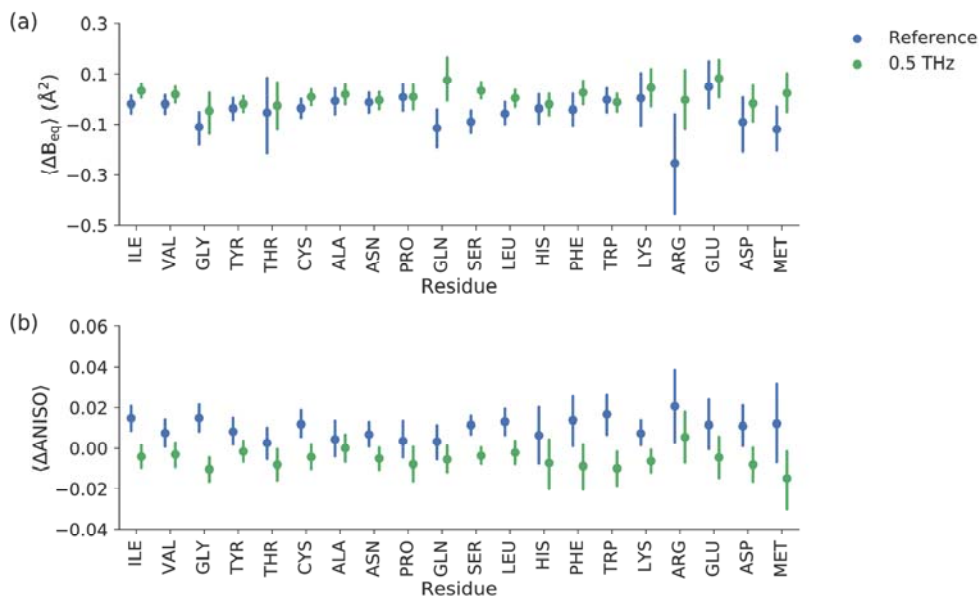 (a)
0.3
0.1
−0.1
−0.3
−0.5
⟨ΔB_eq⟩ (Å²)
Reference
0.5 THz
ILE
VAL
GLY
TYR
THR
CYS
ALA
ASN
PRO
GLN
SER
LEU
HIS
PHE
TRP
LYS
ARG
GLU
ASP
MET
Residue
(b)
0.06
0.04
0.02
0.00
−0.02
−0.04
⟨ΔANISO⟩
ILE
VAL
GLY
TYR
THR
CYS
ALA
ASN
PRO
GLN
SER
LEU
HIS
PHE
TRP
LYS
ARG
GLU
ASP
MET
Residue